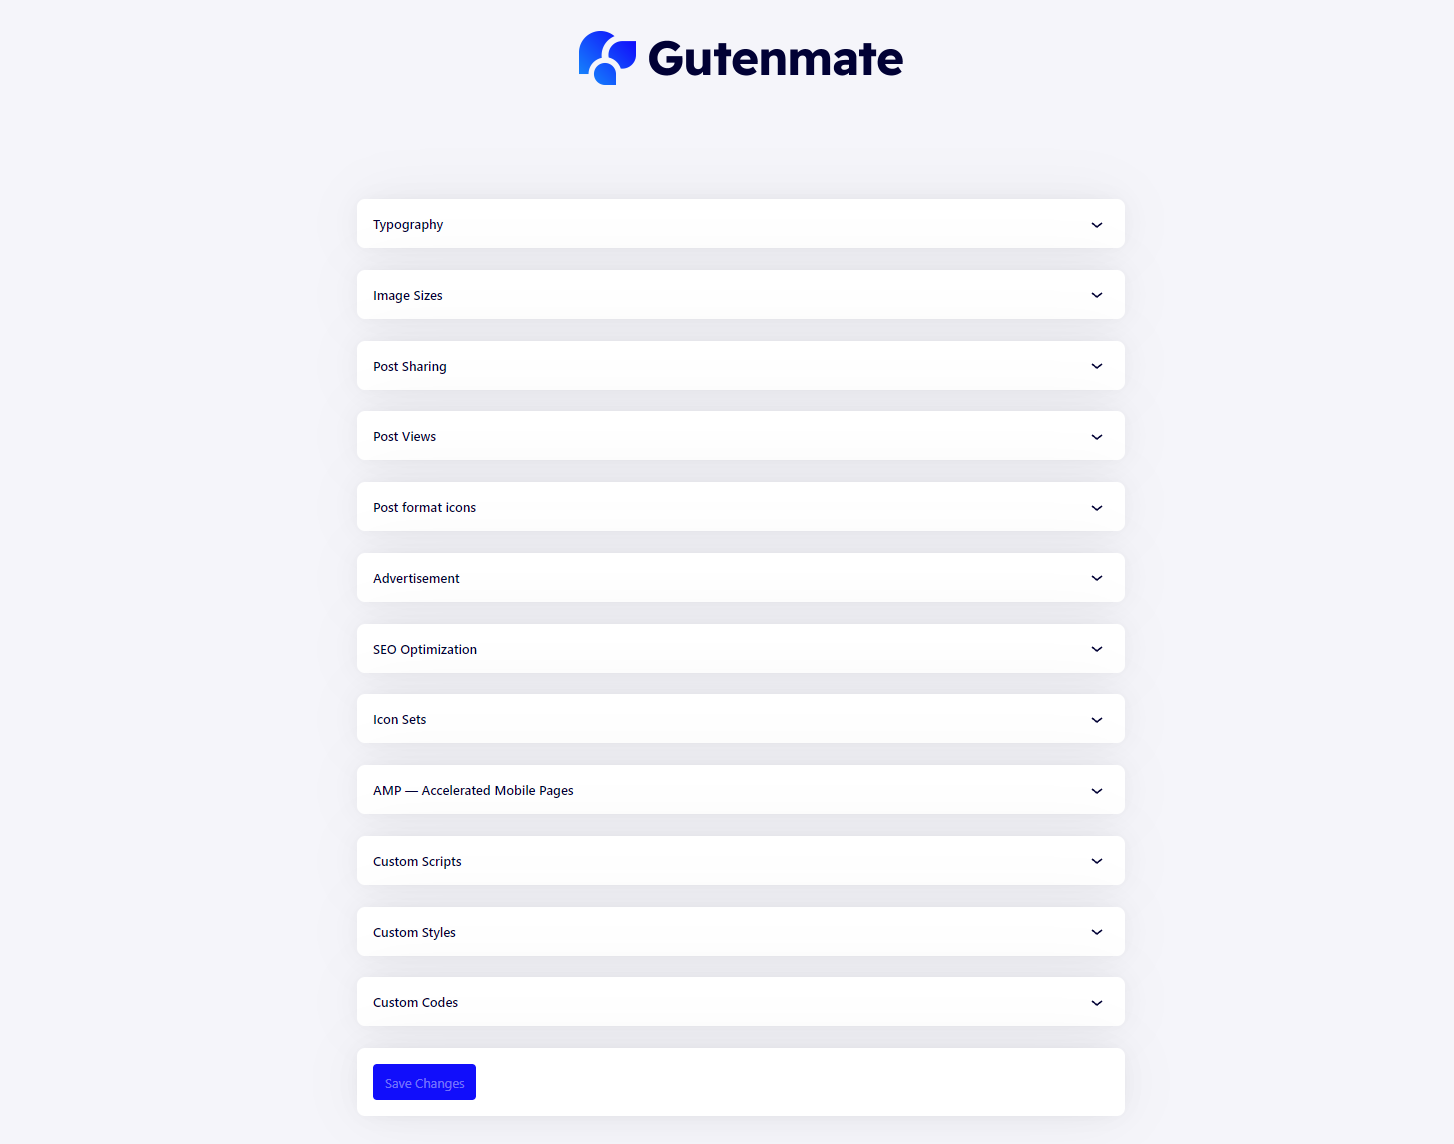 Gutenmate
Typography
Image Sizes
Post Sharing
Post Views
Post format icons
Advertisement
SEO Optimization
Icon Sets
AMP — Accelerated Mobile Pages
Custom Scripts
Custom Styles
Custom Codes
Save Changes